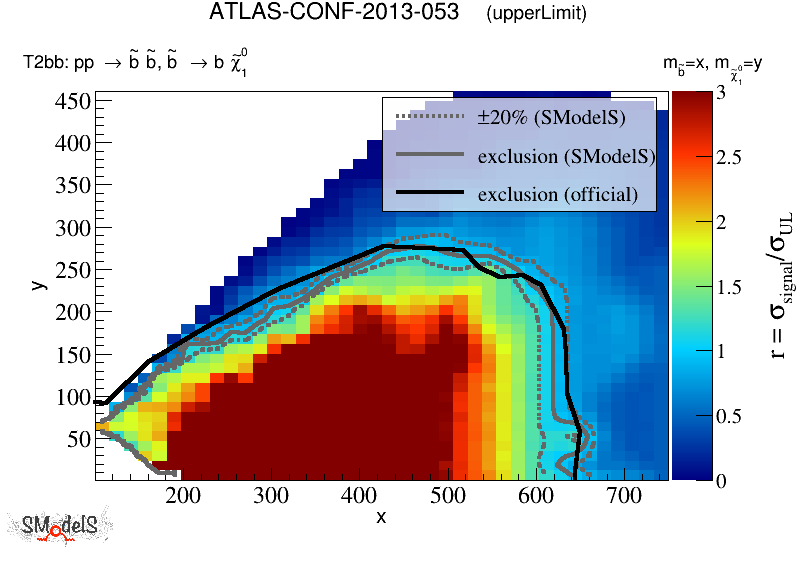 ATLAS-CONF-2013-053 (upperLimit)
T2bb: pp → b̃ b̃, b̃ → b χ̃₁⁰
m_b̃=x, m_χ̃₁⁰=y
±20% (SModelS)
exclusion (SModelS)
exclusion (official)
450
400
350
300
250
200
150
100
50
y
200 300 400 500 600 700
x
3
2.5
2
1.5
1
0.5
0
r = σ_signal/σ_UL
SModelS